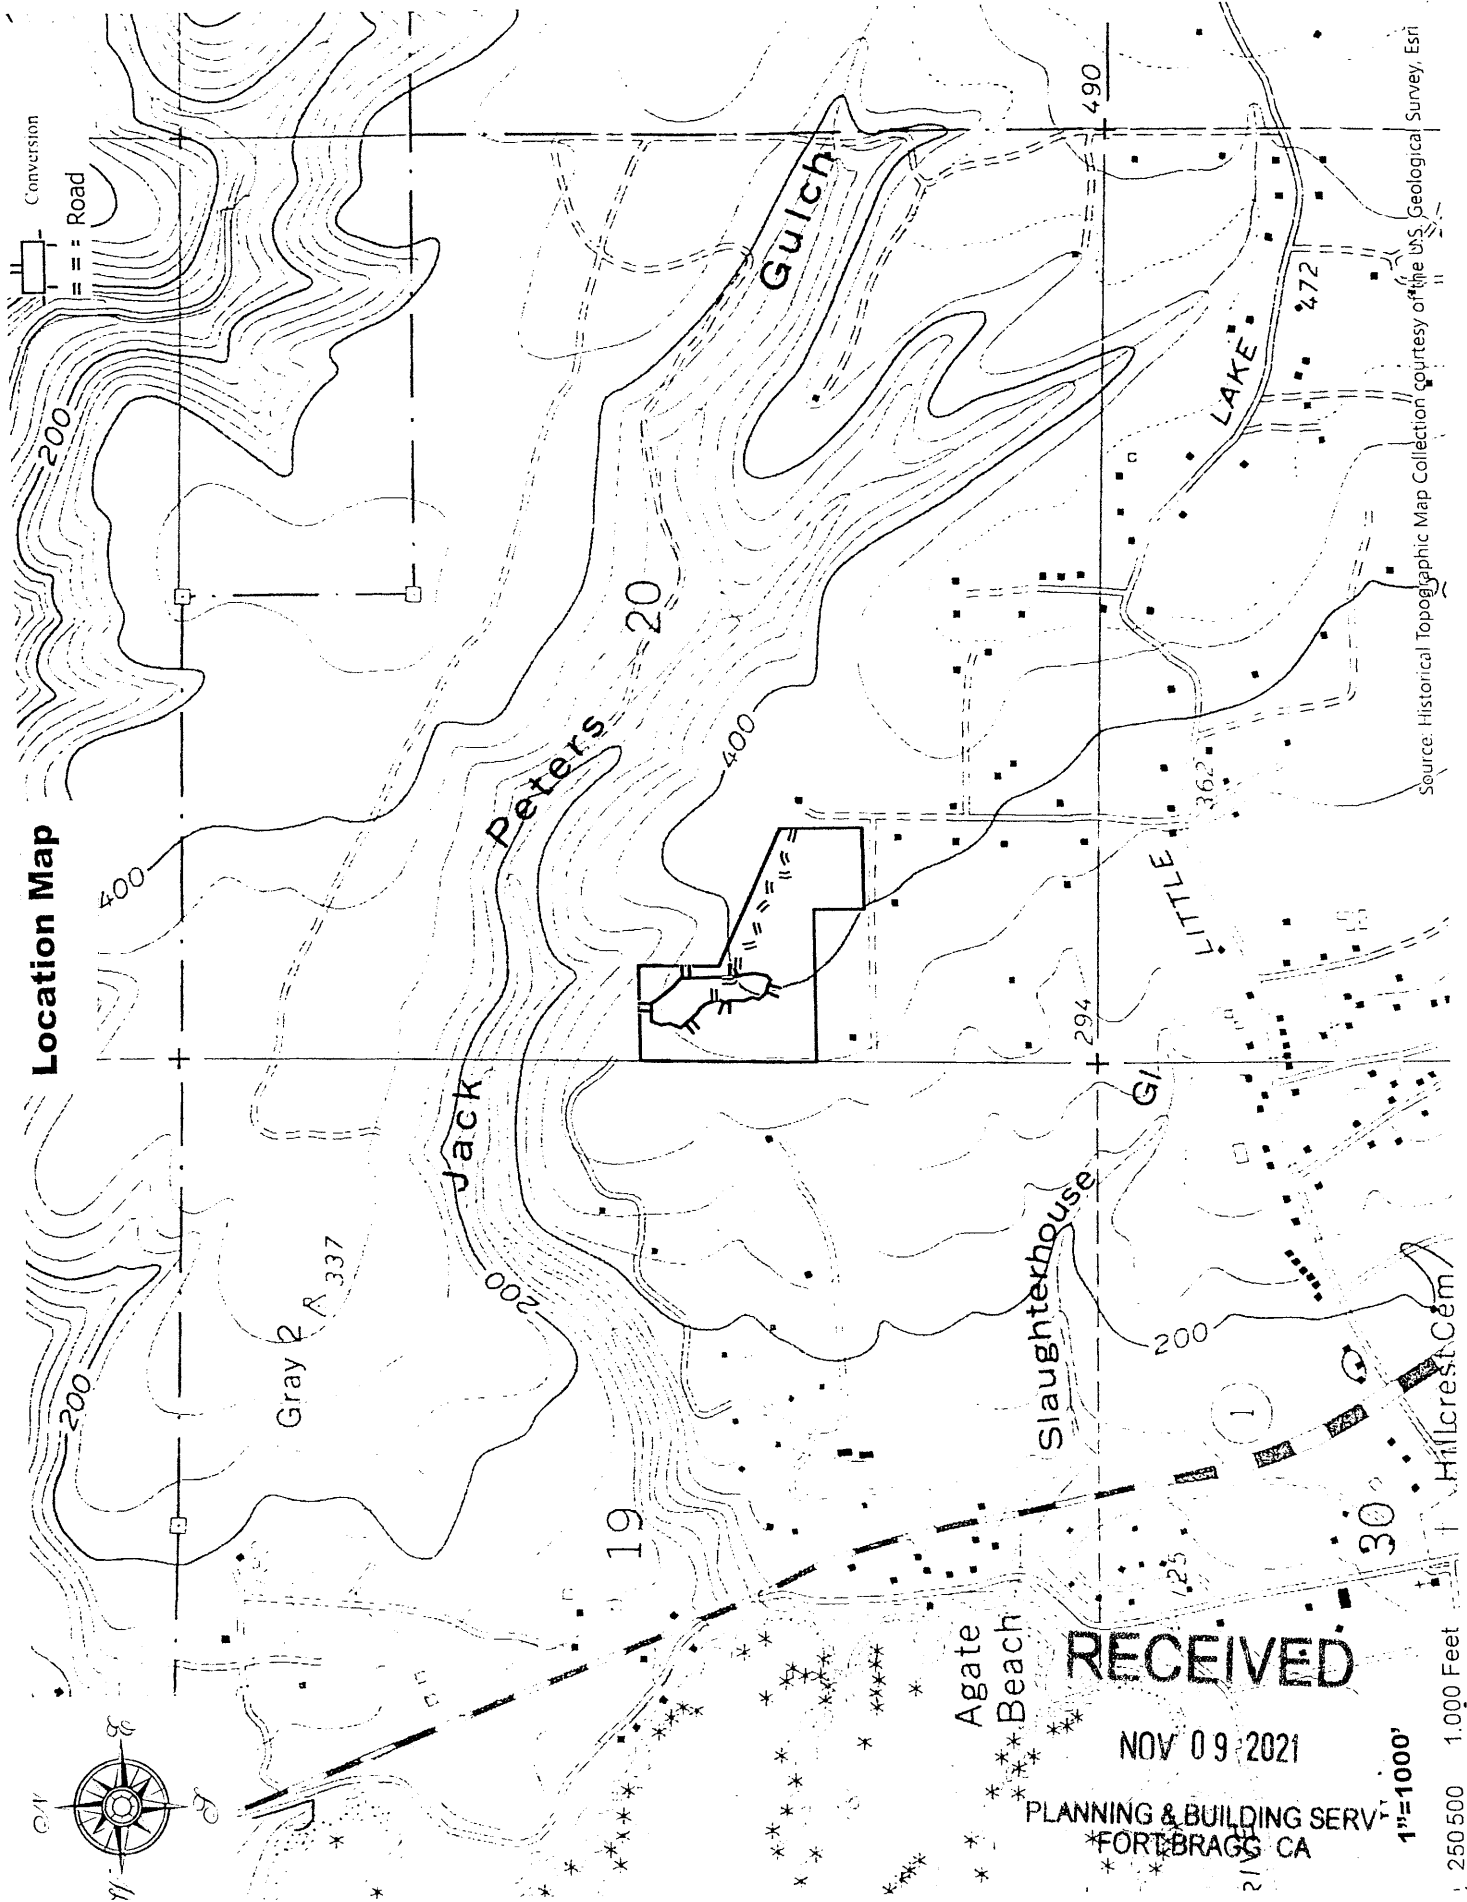 Location Map
Conversion
= = = Road
200
400
Gulch
490
20
Peters
400
LAKE
472
Jack
362
LITTLE
294
Gl
Gray 2
337
200
200
Slaughterhouse
200
1
19
30
Hillcrest Cem
Agate
Beach
125
RECEIVED
NOV 09 2021
PLANNING & BUILDING SERV
FORT BRAGG CA
1"=1000'
250 500 1,000 Feet
Source: Historical Topographic Map Collection courtesy of the U.S. Geological Survey, Esri